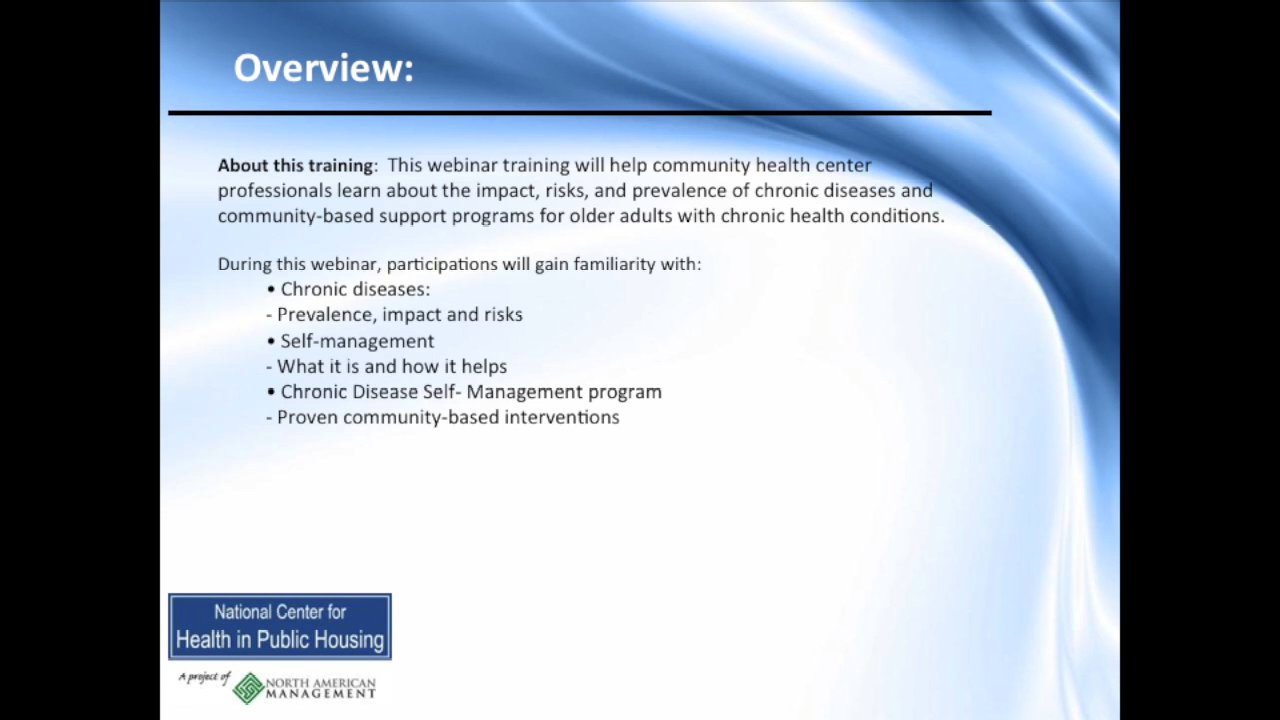 Overview:
About this training:  This webinar training will help community health center
professionals learn about the impact, risks, and prevalence of chronic diseases and
community-based support programs for older adults with chronic health conditions.
During this webinar, participations will gain familiarity with:
• Chronic diseases:
- Prevalence, impact and risks
• Self-management
- What it is and how it helps
• Chronic Disease Self- Management program
- Proven community-based interventions
National Center for
Health in Public Housing
A project of
NORTH AMERICAN
MANAGEMENT